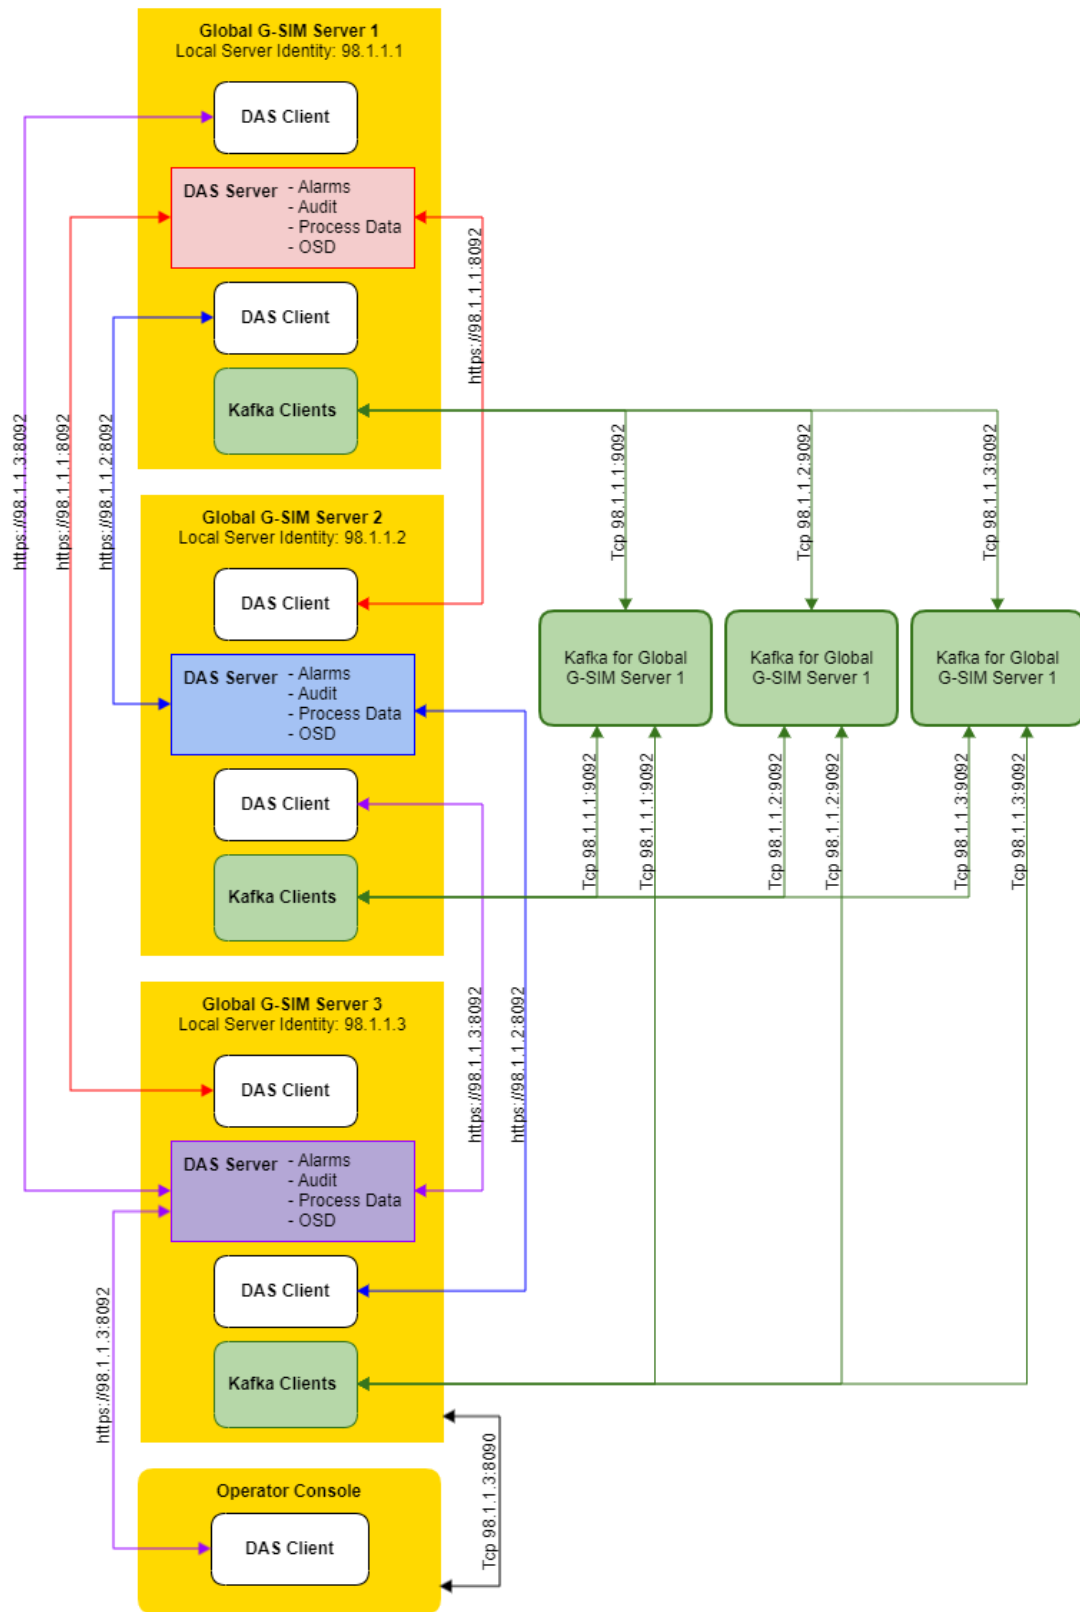 Global G-SIM Server 1
Local Server Identity: 98.1.1.1
DAS Client
DAS Server
- Alarms
- Audit
- Process Data
- OSD
DAS Client
Kafka Clients
https://98.1.1.3:8092
https://98.1.1.1:8092
https://98.1.1.2:8092
https://98.1.1.1:8092
Tcp 98.1.1.1:9092
Tcp 98.1.1.2:9092
Tcp 98.1.1.3:9092
Global G-SIM Server 2
Local Server Identity: 98.1.1.2
DAS Client
DAS Server
- Alarms
- Audit
- Process Data
- OSD
DAS Client
Kafka Clients
Kafka for Global
G-SIM Server 1
Kafka for Global
G-SIM Server 1
Kafka for Global
G-SIM Server 1
Tcp 98.1.1.1:9092
Tcp 98.1.1.1:9092
Tcp 98.1.1.2:9092
Tcp 98.1.1.2:9092
Tcp 98.1.1.3:9092
Tcp 98.1.1.3:9092
Global G-SIM Server 3
Local Server Identity: 98.1.1.3
DAS Client
DAS Server
- Alarms
- Audit
- Process Data
- OSD
DAS Client
Kafka Clients
https://98.1.1.3:8092
https://98.1.1.2:8092
https://98.1.1.3:8092
Tcp 98.1.1.3:8090
Operator Console
DAS Client